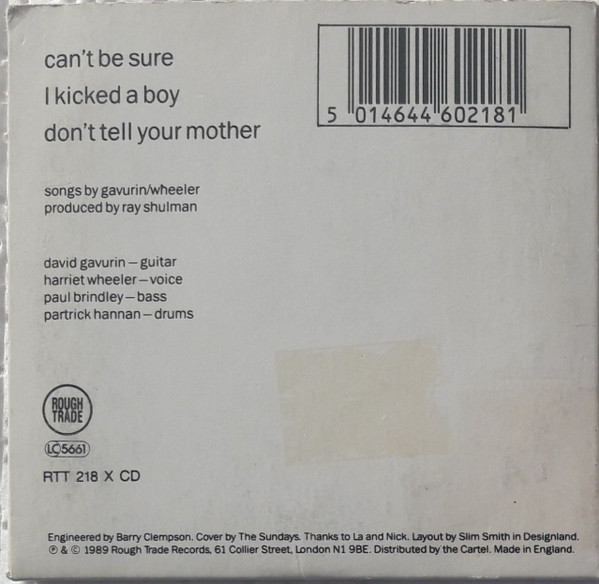 can't be sure
I kicked a boy
don't tell your mother
5 014644 602181
songs by gavurin/wheeler
produced by ray shulman
david gavurin – guitar
harriet wheeler – voice
paul brindley – bass
partrick hannan – drums
ROUGH
TRADE
LC 5661
RTT 218 X CD
Engineered by Barry Clempson. Cover by The Sundays. Thanks to La and Nick. Layout by Slim Smith in Designland.
℗ & © 1989 Rough Trade Records, 61 Collier Street, London N1 9BE. Distributed by the Cartel. Made in England.